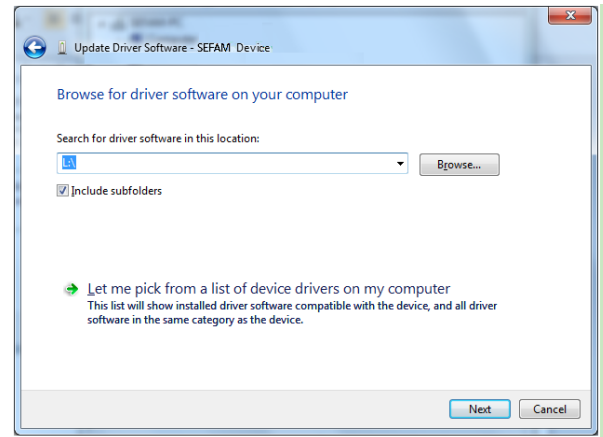 Update Driver Software - SEFAM Device
Browse for driver software on your computer
Search for driver software in this location:
L:\
Browse...
Include subfolders
Let me pick from a list of device drivers on my computer
This list will show installed driver software compatible with the device, and all driver
software in the same category as the device.
Next
Cancel